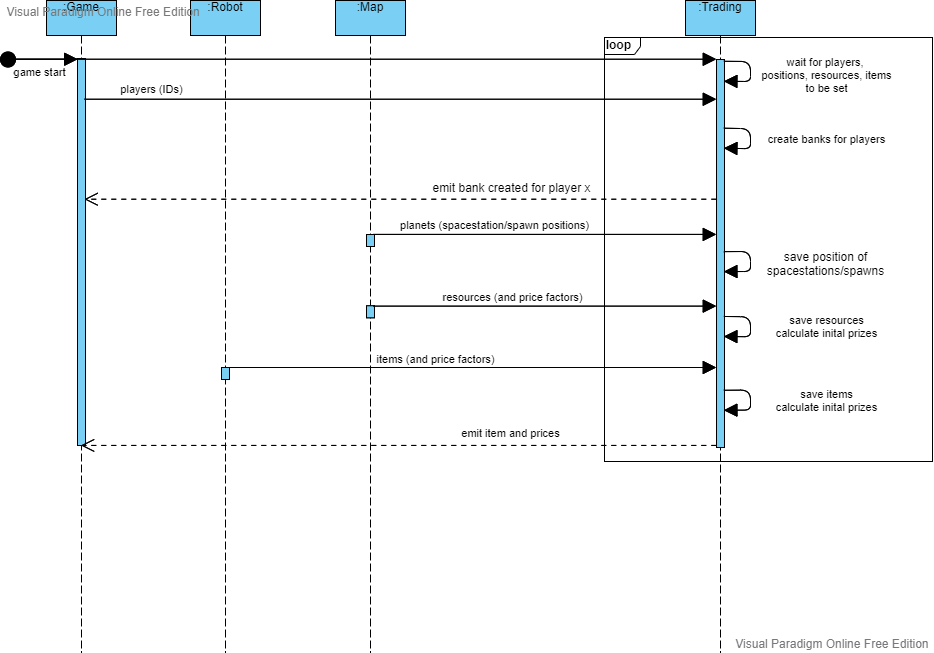 Visual Paradigm Online Free Edition
:Game
:Robot
:Map
:Trading
loop
game start
wait for players,
positions, resources, items
to be set
players (IDs)
create banks for players
emit bank created for player x
planets (spacestation/spawn positions)
save position of
spacestations/spawns
resources (and price factors)
save resources
calculate inital prizes
items (and price factors)
save items
calculate inital prizes
emit item and prices
Visual Paradigm Online Free Edition